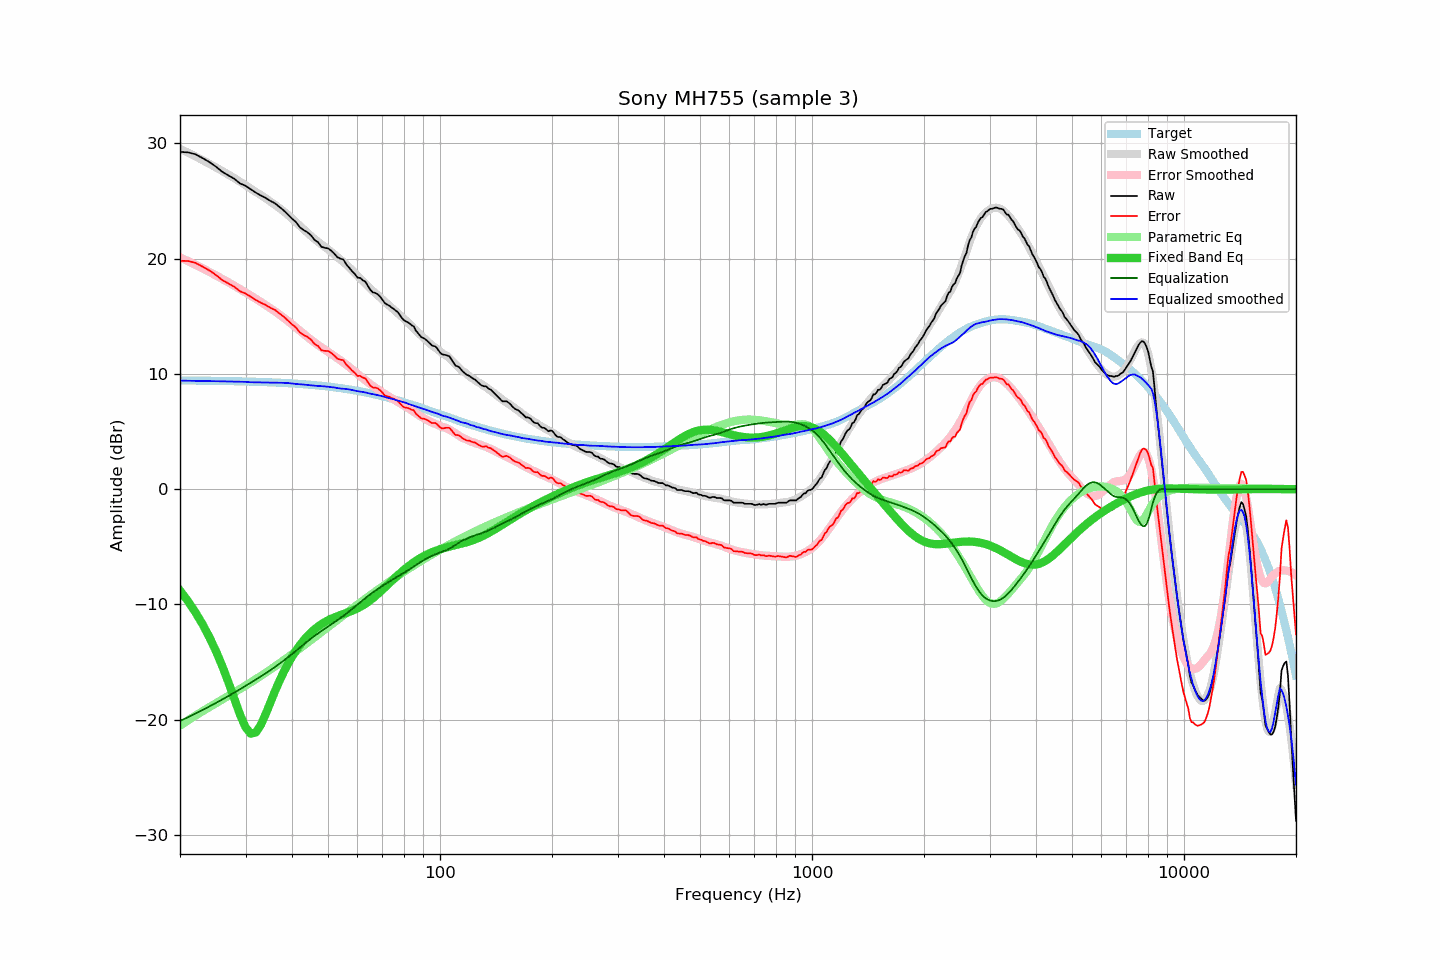 Sony MH755 (sample 3)
Target
Raw Smoothed
Error Smoothed
Raw
Error
Parametric Eq
Fixed Band Eq
Equalization
Equalized smoothed
30
20
10
0
−10
−20
−30
Amplitude (dBr)
100
1000
10000
Frequency (Hz)